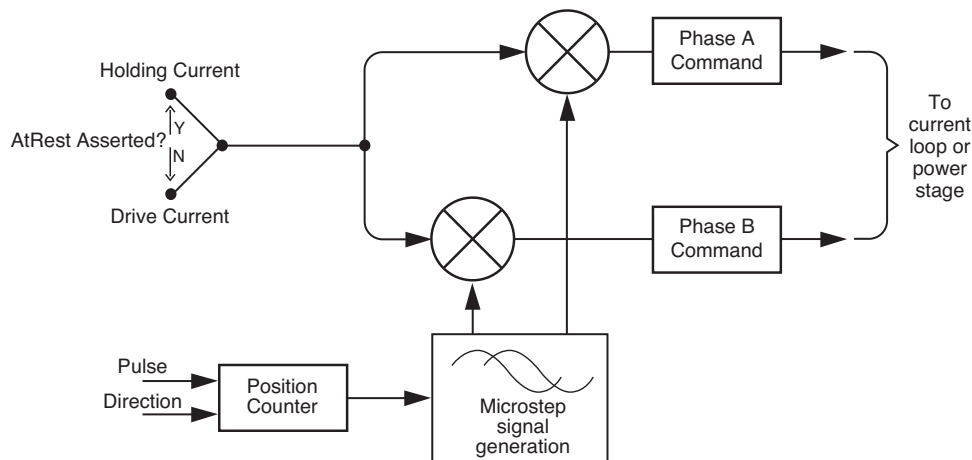 Holding Current
AtRest Asserted?
Y
N
Drive Current
Phase A
Command
Phase B
Command
To
current
loop or
power
stage
Pulse
Direction
Position
Counter
Microstep
signal
generation